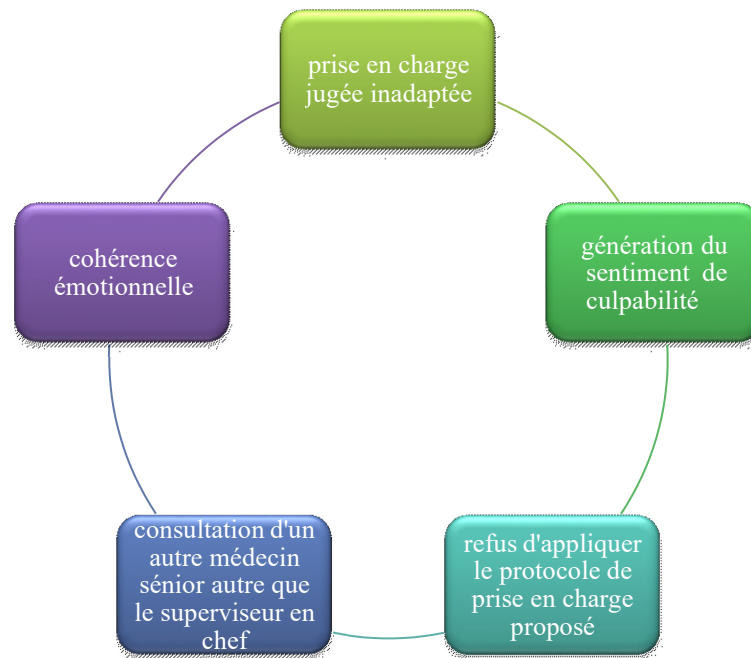 prise en charge
jugée inadaptée
génération du
sentiment de
culpabilité
refus d'appliquer
le protocole de
prise en charge
proposé
consultation d'un
autre médecin
sénior autre que
le superviseur en
chef
cohérence
émotionnelle